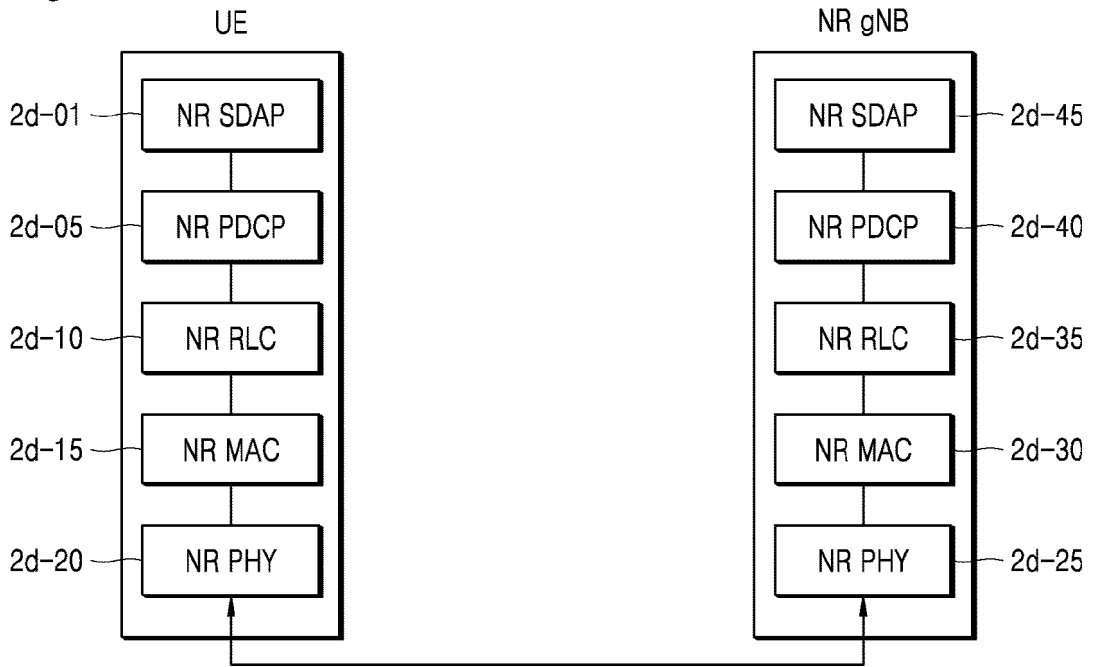 UE NR gNB
2d-01 NR SDAP NR SDAP 2d-45
2d-05 NR PDCP NR PDCP 2d-40
2d-10 NR RLC NR RLC 2d-35
2d-15 NR MAC NR MAC 2d-30
2d-20 NR PHY NR PHY 2d-25